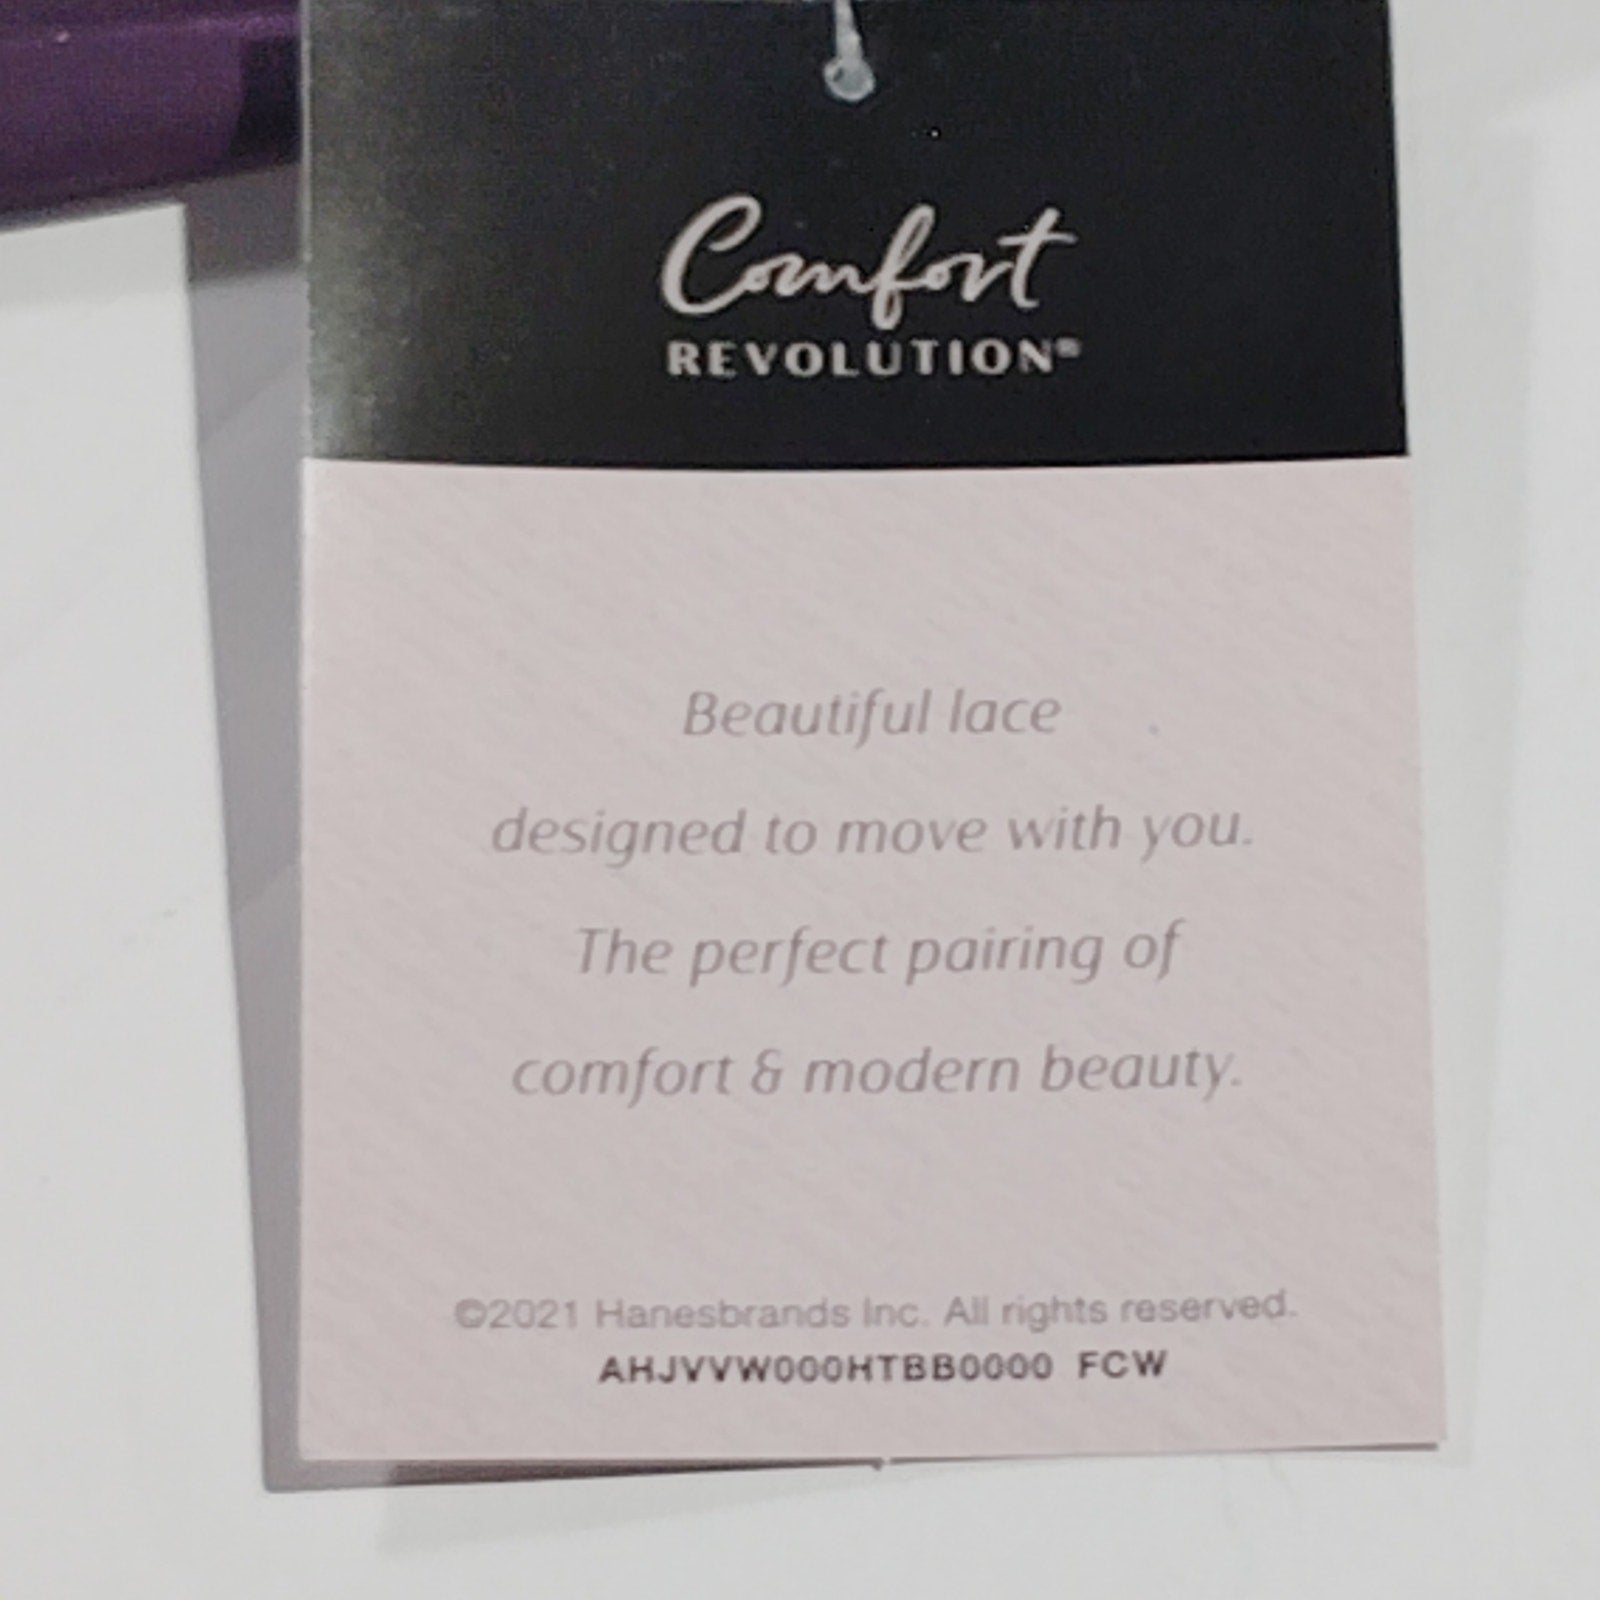 Comfort
REVOLUTION®
Beautiful lace
designed to move with you.
The perfect pairing of
comfort & modern beauty.
©2021 Hanesbrands Inc. All rights reserved.
AHJVVW000HTBB0000 FCW